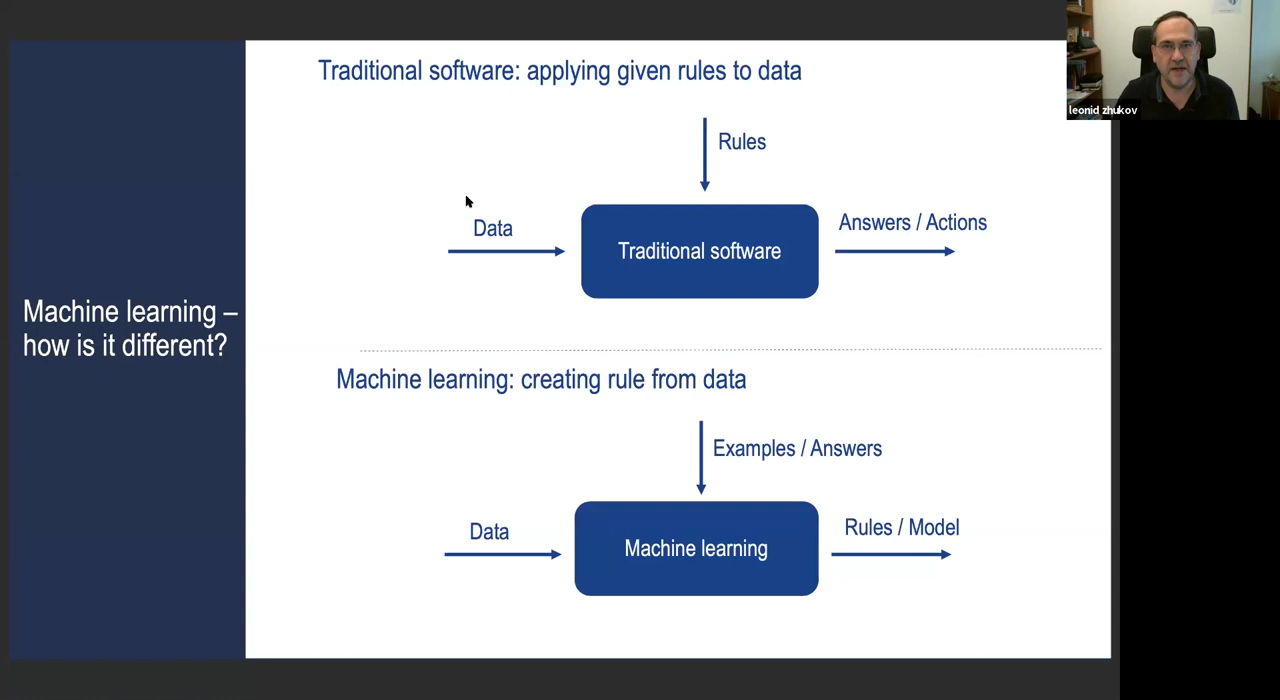 Traditional software: applying given rules to data
leonid zhukov
Rules
Data
Traditional software
Answers / Actions
Machine learning –
how is it different?
Machine learning: creating rule from data
Examples / Answers
Data
Machine learning
Rules / Model